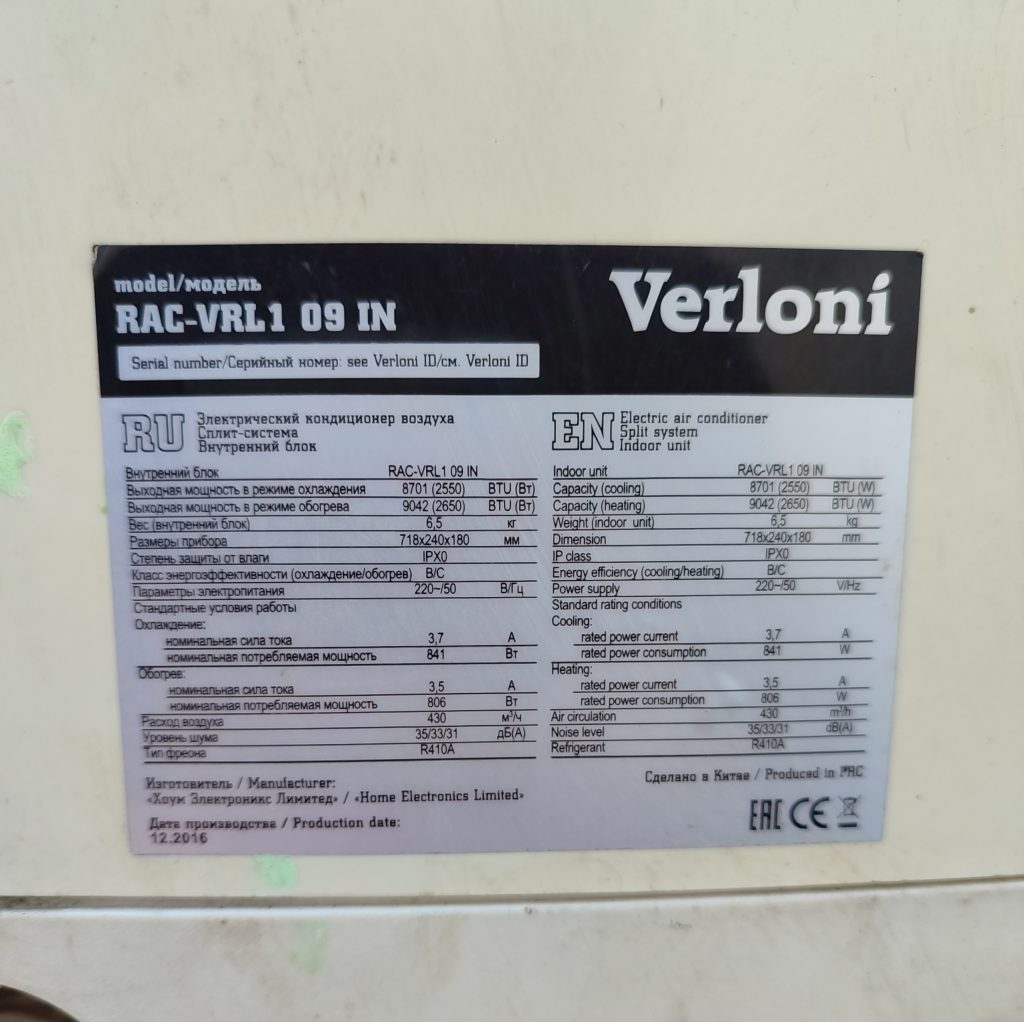 model/модель
RAC-VRL1 09 IN
Verloni
Serial number/Серийный номер: see Verloni ID/см. Verloni ID
RU
Электрический кондиционер воздуха
Сплит-система
Внутренний блок
Внутренний блок RAC-VRL1 09 IN
Выходная мощность в режиме охлаждения 8701 (2550) BTU (Вт)
Выходная мощность в режиме обогрева 9042 (2650) BTU (Вт)
Вес (внутренний блок) 6,5 кг
Размеры прибора 718x240x180 мм
Степень защиты от влаги IPX0
Класс энергоэффективности (охлаждение/обогрев) B/C
Параметры электропитания 220~/50 В/Гц
Стандартные условия работы
Охлаждение:
номинальная сила тока 3,7 А
номинальная потребляемая мощность 841 Вт
Обогрев:
номинальная сила тока 3,5 А
номинальная потребляемая мощность 806 Вт
Расход воздуха 430 м³/ч
Уровень шума 35/33/31 дБ(А)
Тип фреона R410A
EN
Electric air conditioner
Split system
Indoor unit
Indoor unit RAC-VRL1 09 IN
Capacity (cooling) 8701 (2550) BTU (W)
Capacity (heating) 9042 (2650) BTU (W)
Weight (indoor unit) 6,5 kg
Dimension 718x240x180 mm
IP class IPX0
Energy efficiency (cooling/heating) B/C
Power supply 220~/50 V/Hz
Standard rating conditions
Cooling:
rated power current 3,7 A
rated power consumption 841 W
Heating:
rated power current 3,5 A
rated power consumption 806 W
Air circulation 430 m³/h
Noise level 35/33/31 dB(A)
Refrigerant R410A
Изготовитель / Manufacturer:
«Хоум Электроникс Лимитед» / «Home Electronics Limited»
Дата производства / Production date:
12.2016
Сделано в Китае / Produced in PRC
EAC CE